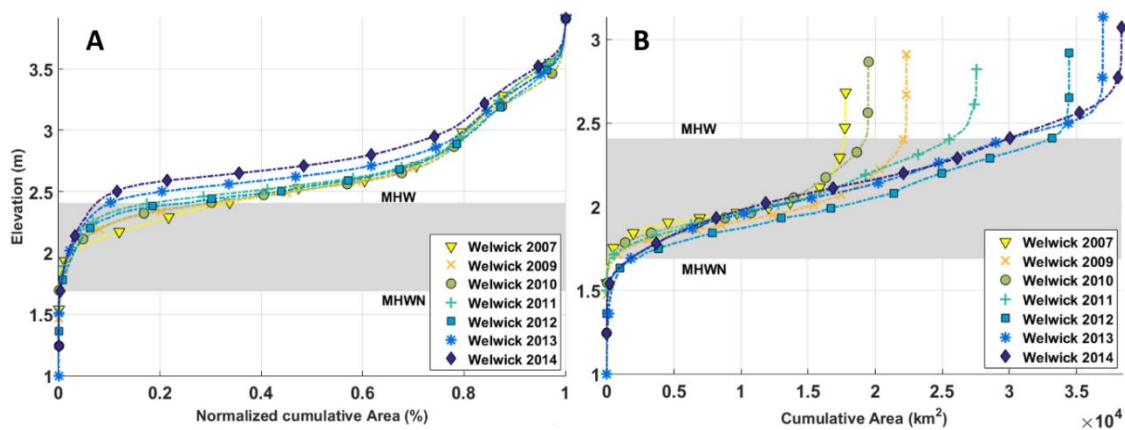 A
3.5
3
2.5
2
1.5
1
Elevation (m)
MHW
MHWN
Welwick 2007
Welwick 2009
Welwick 2010
Welwick 2011
Welwick 2012
Welwick 2013
Welwick 2014
0 0.2 0.4 0.6 0.8 1
Normalized cumulative Area (%)
B
3
2.5
2
1.5
1
MHW
MHWN
Welwick 2007
Welwick 2009
Welwick 2010
Welwick 2011
Welwick 2012
Welwick 2013
Welwick 2014
0 0.5 1 1.5 2 2.5 3 3.5
Cumulative Area (km²)
×10⁴